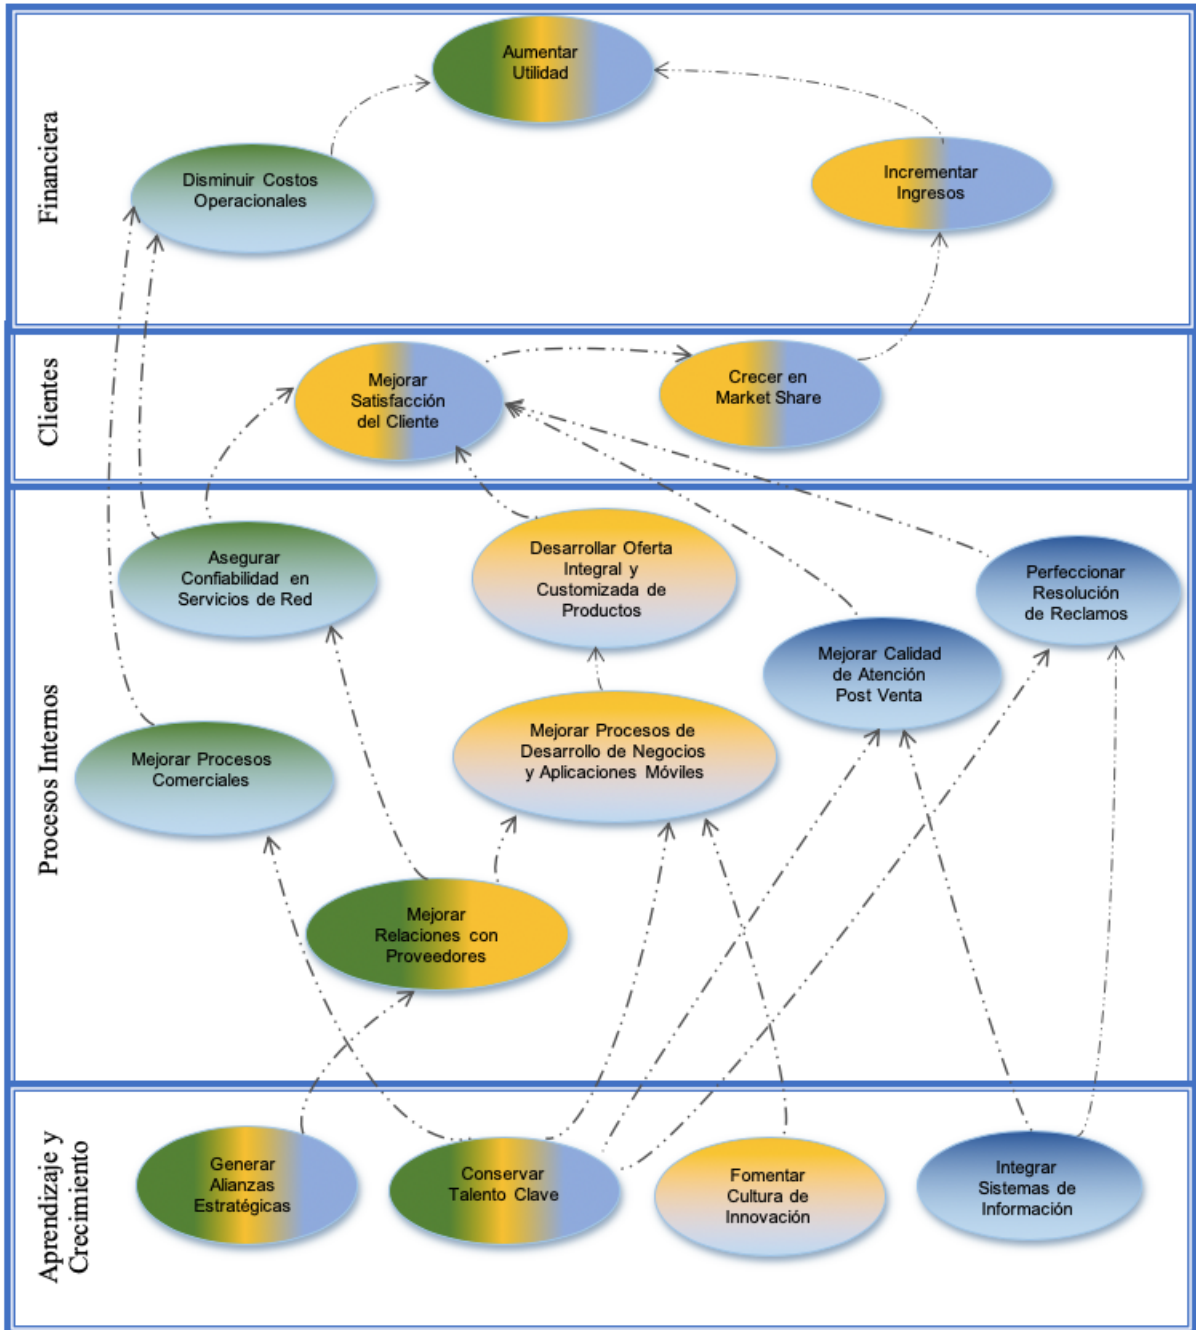 Financiera
Aumentar
Utilidad
Disminuir Costos
Operacionales
Incrementar
Ingresos
Clientes
Mejorar
Satisfacción
del Cliente
Crecer en
Market Share
Procesos Internos
Asegurar
Confiabilidad en
Servicios de Red
Desarrollar Oferta
Integral y
Customizada de
Productos
Perfeccionar
Resolución
de Reclamos
Mejorar Calidad
de Atención
Post Venta
Mejorar Procesos
Comerciales
Mejorar Procesos de
Desarrollo de Negocios
y Aplicaciones Móviles
Mejorar
Relaciones con
Proveedores
Aprendizaje y
Crecimiento
Generar
Alianzas
Estratégicas
Conservar
Talento Clave
Fomentar
Cultura de
Innovación
Integrar
Sistemas de
Información